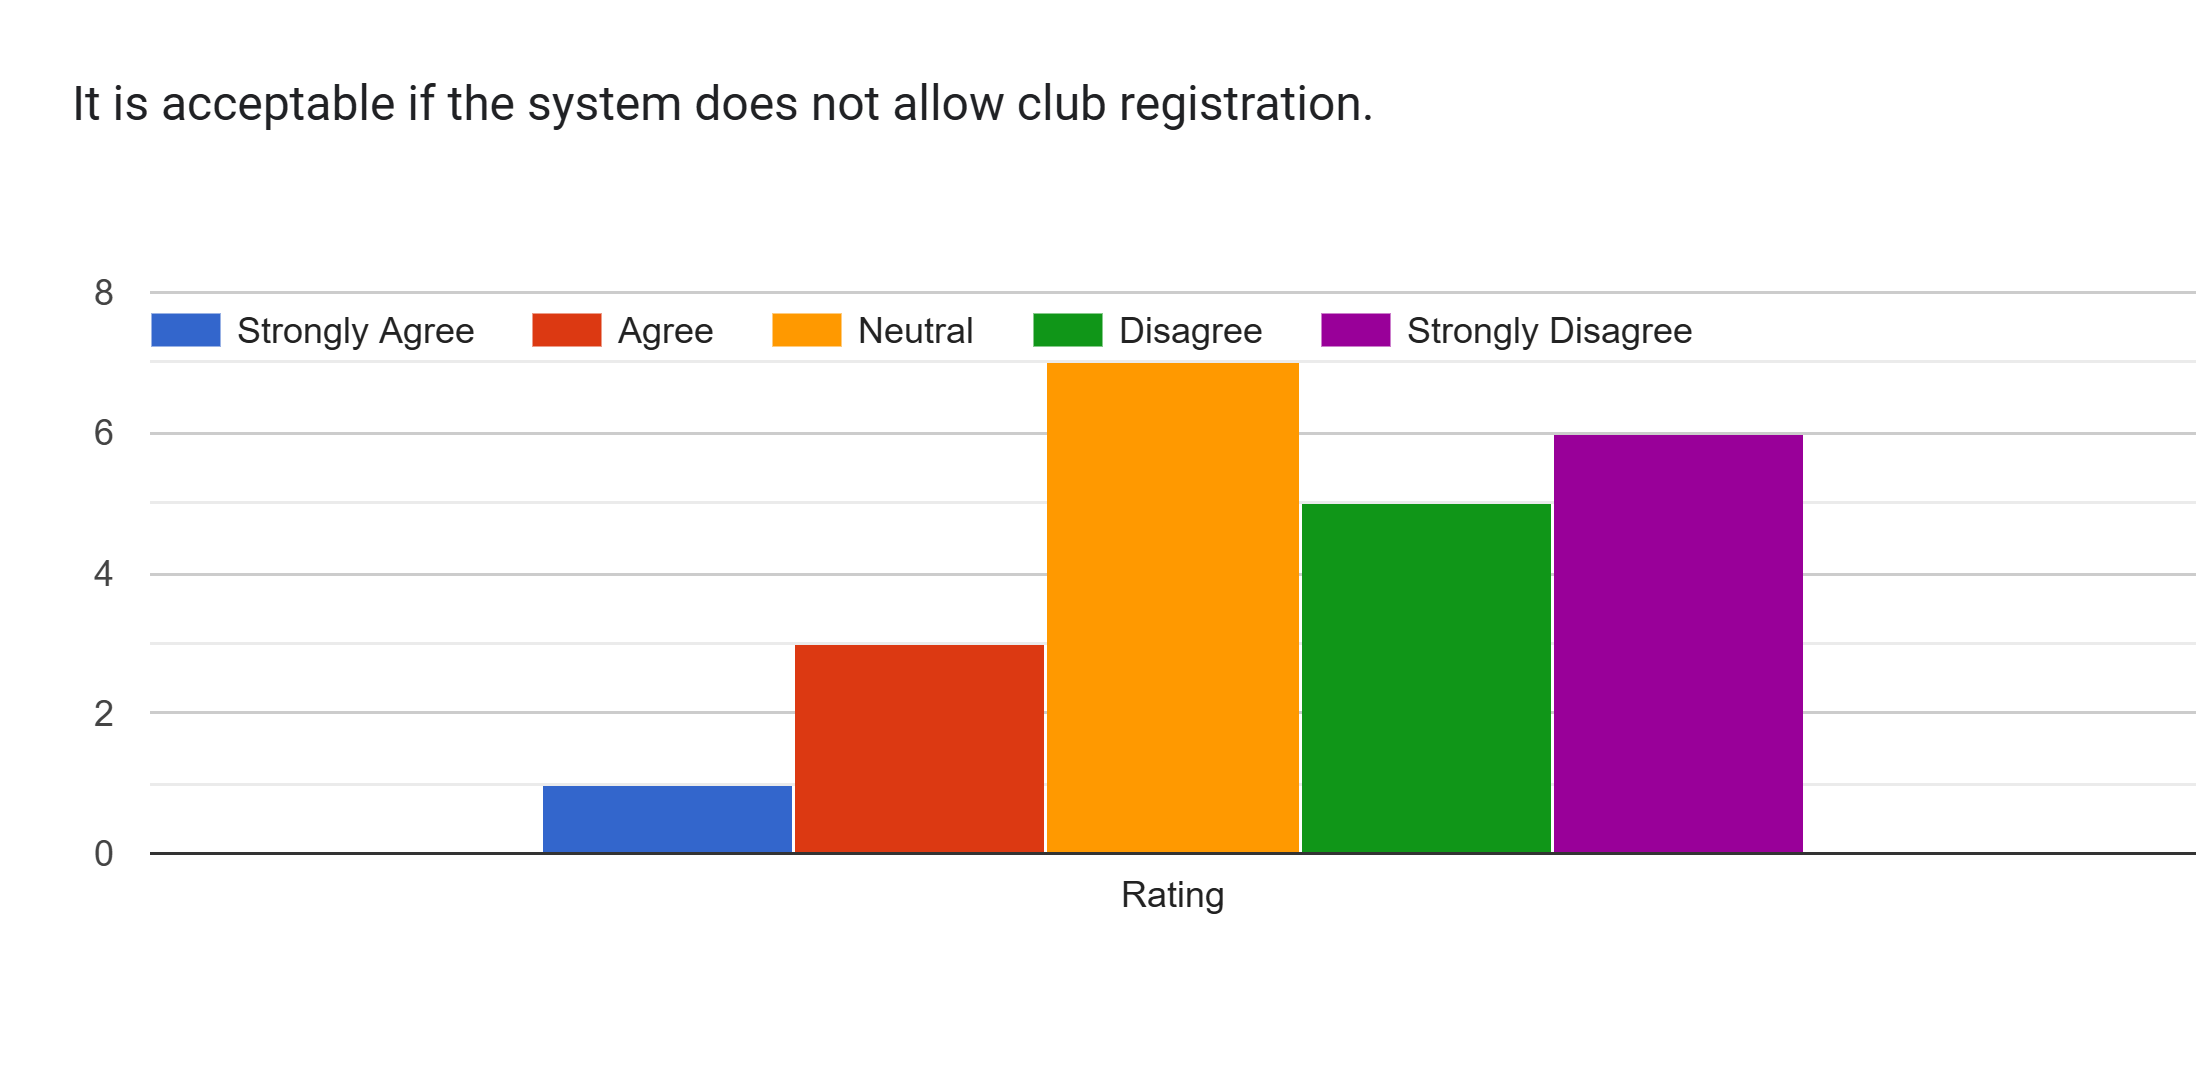 It is acceptable if the system does not allow club registration.
8
Strongly Agree Agree Neutral Disagree Strongly Disagree
6
4
2
0
Rating